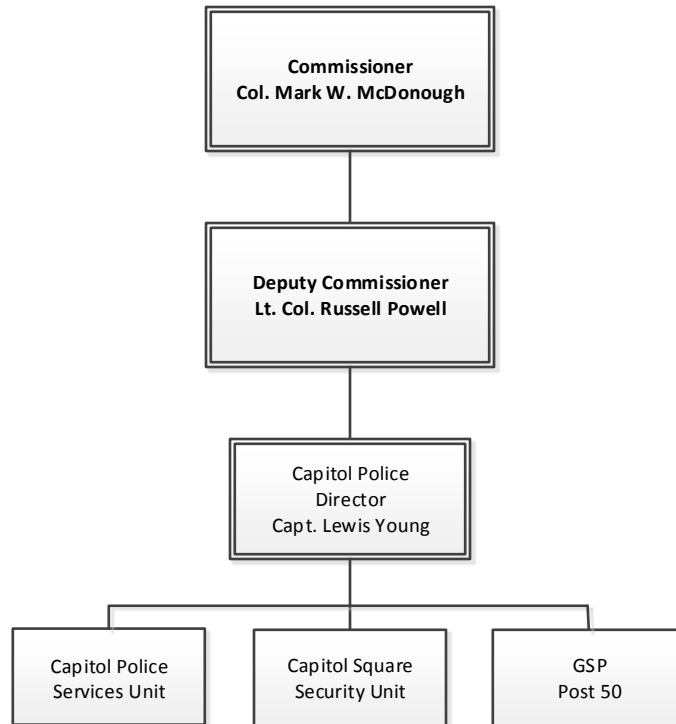 Commissioner
Col. Mark W. McDonough
Deputy Commissioner
Lt. Col. Russell Powell
Capitol Police
Director
Capt. Lewis Young
Capitol Police
Services Unit
Capitol Square
Security Unit
GSP
Post 50